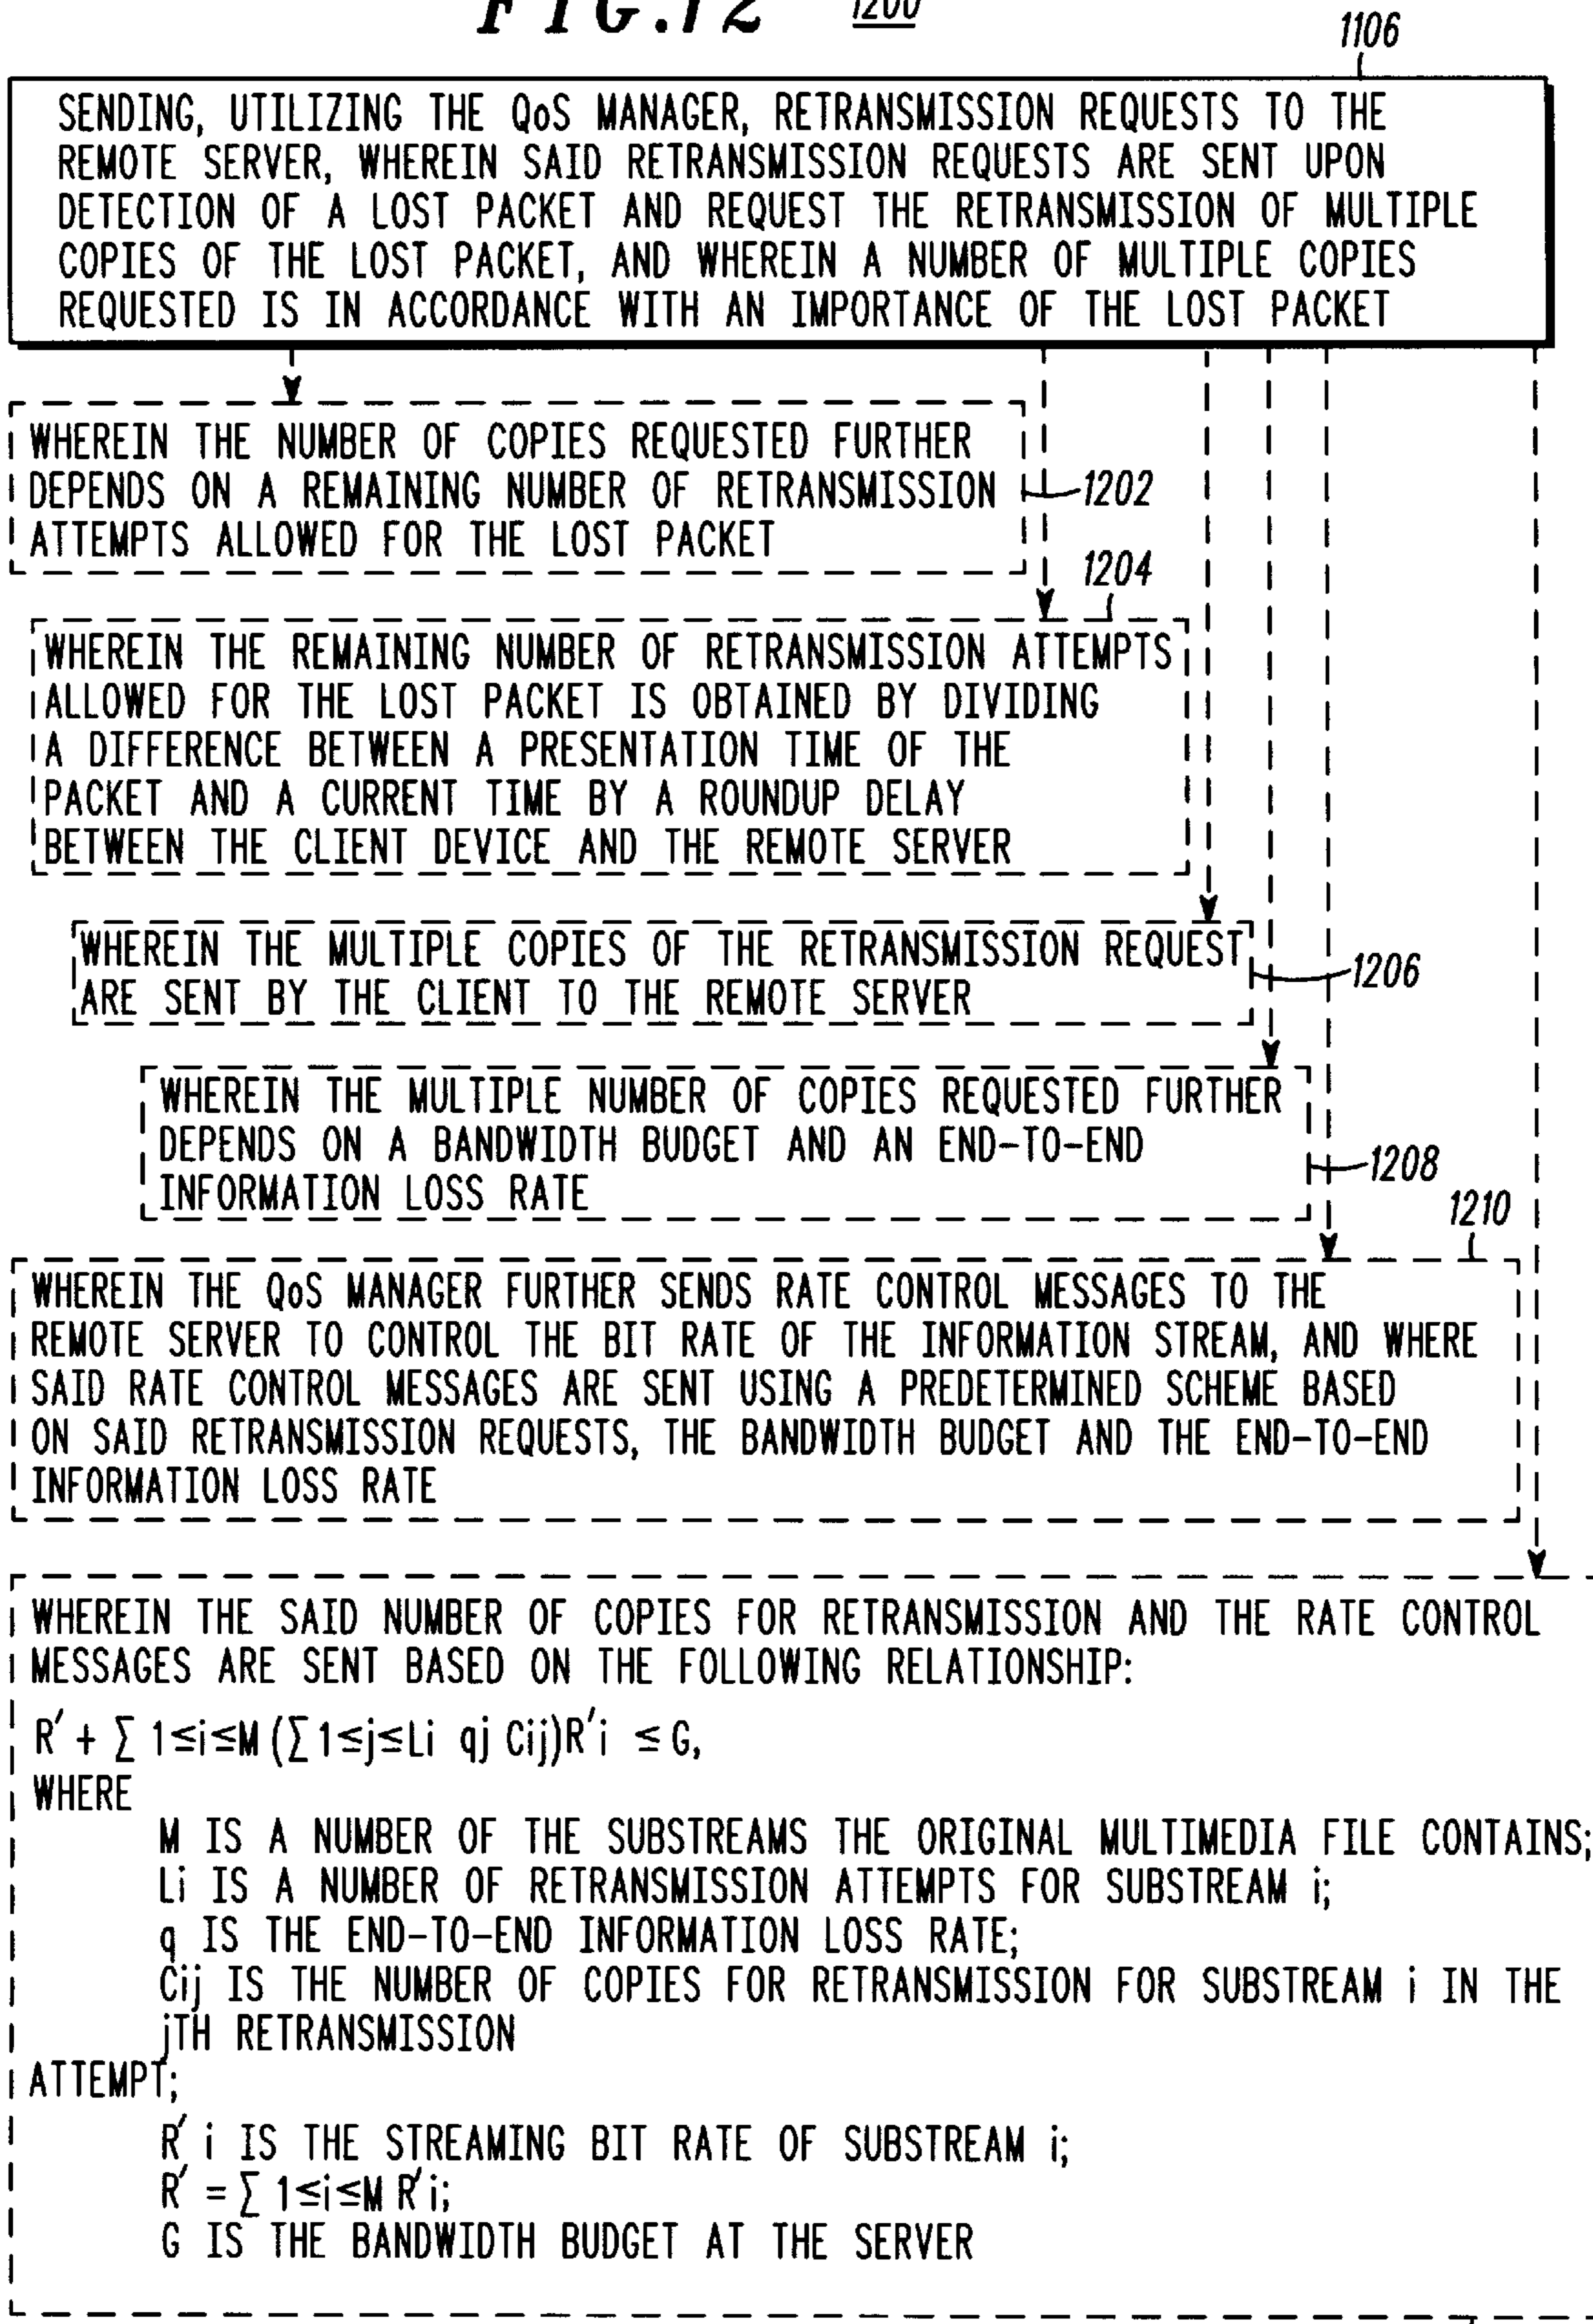 FIG.12 1200
1106
SENDING, UTILIZING THE QoS MANAGER, RETRANSMISSION REQUESTS TO THE
REMOTE SERVER, WHEREIN SAID RETRANSMISSION REQUESTS ARE SENT UPON
DETECTION OF A LOST PACKET AND REQUEST THE RETRANSMISSION OF MULTIPLE
COPIES OF THE LOST PACKET, AND WHEREIN A NUMBER OF MULTIPLE COPIES
REQUESTED IS IN ACCORDANCE WITH AN IMPORTANCE OF THE LOST PACKET
WHEREIN THE NUMBER OF COPIES REQUESTED FURTHER
DEPENDS ON A REMAINING NUMBER OF RETRANSMISSION
ATTEMPTS ALLOWED FOR THE LOST PACKET
1202
1204
WHEREIN THE REMAINING NUMBER OF RETRANSMISSION ATTEMPTS
ALLOWED FOR THE LOST PACKET IS OBTAINED BY DIVIDING
A DIFFERENCE BETWEEN A PRESENTATION TIME OF THE
PACKET AND A CURRENT TIME BY A ROUNDUP DELAY
BETWEEN THE CLIENT DEVICE AND THE REMOTE SERVER
WHEREIN THE MULTIPLE COPIES OF THE RETRANSMISSION REQUEST
ARE SENT BY THE CLIENT TO THE REMOTE SERVER
1206
WHEREIN THE MULTIPLE NUMBER OF COPIES REQUESTED FURTHER
DEPENDS ON A BANDWIDTH BUDGET AND AN END-TO-END
INFORMATION LOSS RATE
1208
1210
WHEREIN THE QoS MANAGER FURTHER SENDS RATE CONTROL MESSAGES TO THE
REMOTE SERVER TO CONTROL THE BIT RATE OF THE INFORMATION STREAM, AND WHERE
SAID RATE CONTROL MESSAGES ARE SENT USING A PREDETERMINED SCHEME BASED
ON SAID RETRANSMISSION REQUESTS, THE BANDWIDTH BUDGET AND THE END-TO-END
INFORMATION LOSS RATE
WHEREIN THE SAID NUMBER OF COPIES FOR RETRANSMISSION AND THE RATE CONTROL
MESSAGES ARE SENT BASED ON THE FOLLOWING RELATIONSHIP:
R′ + ∑ 1≤i≤M (∑ 1≤j≤Li qj Cij)R′i ≤ G,
WHERE
M IS A NUMBER OF THE SUBSTREAMS THE ORIGINAL MULTIMEDIA FILE CONTAINS;
Li IS A NUMBER OF RETRANSMISSION ATTEMPTS FOR SUBSTREAM i;
q IS THE END-TO-END INFORMATION LOSS RATE;
Cij IS THE NUMBER OF COPIES FOR RETRANSMISSION FOR SUBSTREAM i IN THE
jTH RETRANSMISSION
ATTEMPT;
R′ i IS THE STREAMING BIT RATE OF SUBSTREAM i;
R′ = ∑ 1≤i≤M R′i;
G IS THE BANDWIDTH BUDGET AT THE SERVER